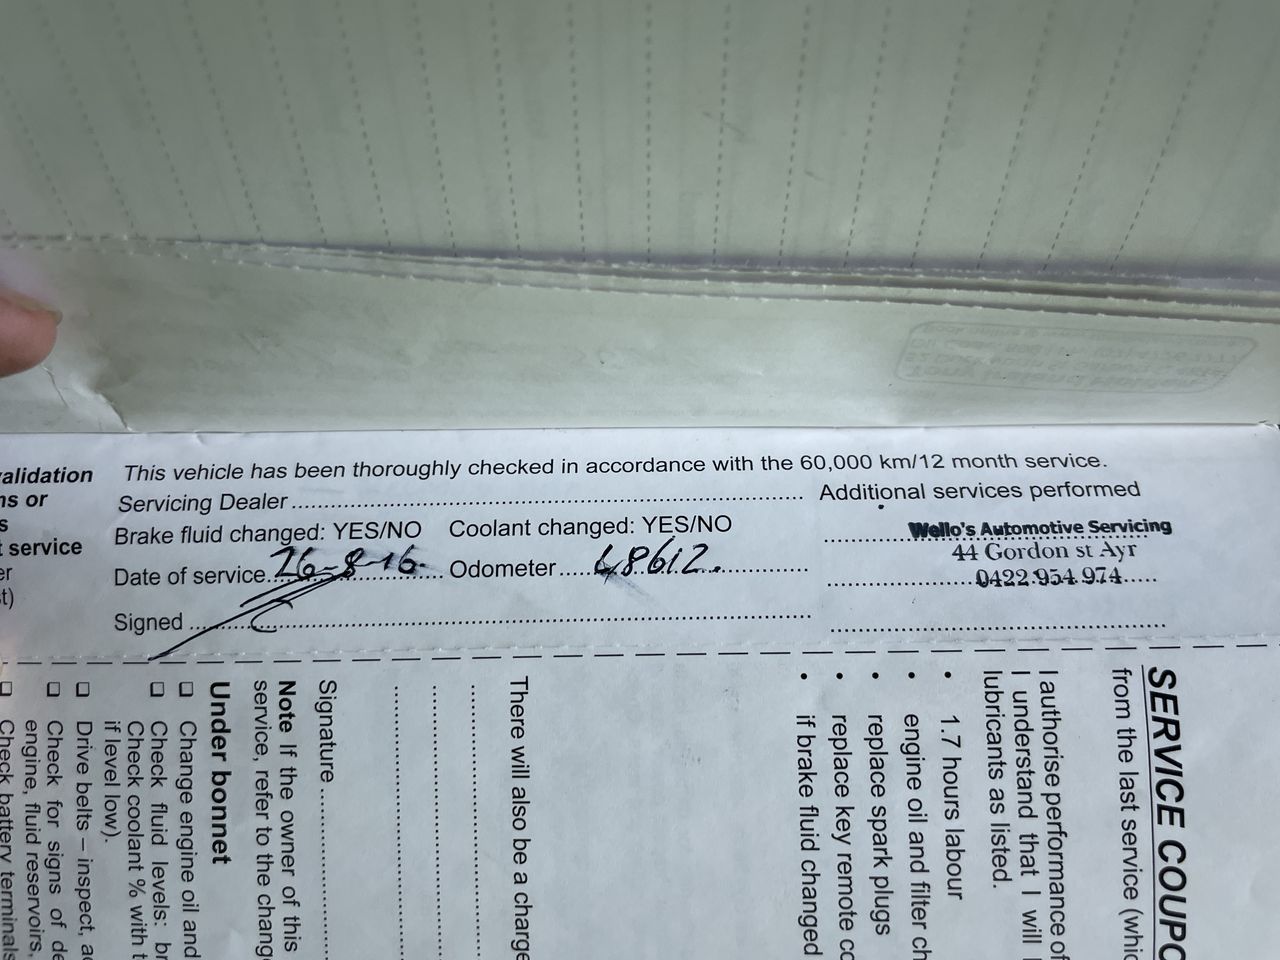 alidation
ns or
s
t service
er
t)
This vehicle has been thoroughly checked in accordance with the 60,000 km/12 month service.
Servicing Dealer
Additional services performed
Brake fluid changed: YES/NO Coolant changed: YES/NO
Date of service 26-8-16. Odometer 48612.
Signed
Wello's Automotive Servicing
44 Gordon st Ayr
0422 954 974
SERVICE COUPO
from the last service (whic
I authorise performance of
I understand that I will
lubricants as listed.
• 1.7 hours labour
• engine oil and filter ch
• replace spark plugs
• replace key remote co
• if brake fluid changed
There will also be a charge
Signature
Note If the owner of this
service, refer to the chang
Under bonnet
❏ Change engine oil and
❏ Check fluid levels: br
Check coolant % with t
if level low).
❏ Drive belts – inspect, ad
❏ Check for signs of de
engine, fluid reservoirs,
❏ Check battery terminals